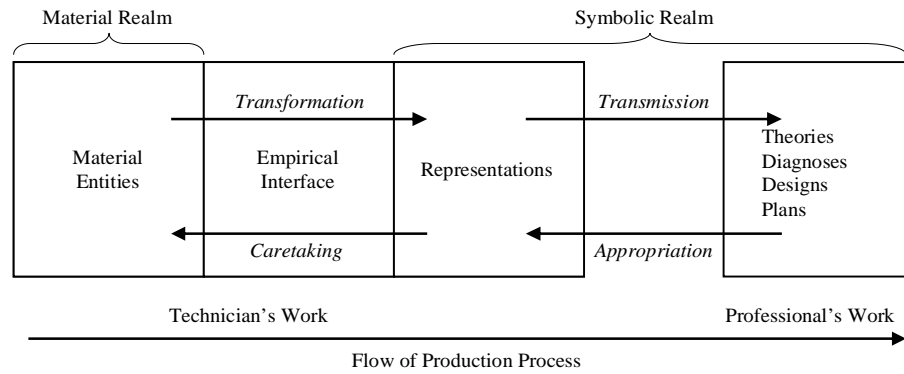 Material Realm
Symbolic Realm
Transformation
Transmission
Material
Entities
Empirical
Interface
Representations
Theories
Diagnoses
Designs
Plans
Caretaking
Appropriation
Technician's Work
Professional's Work
Flow of Production Process